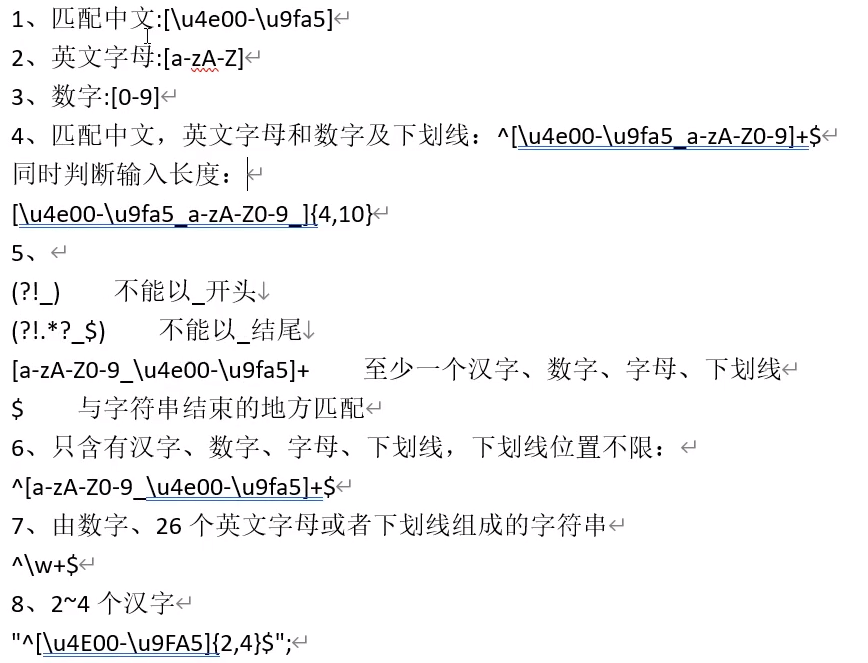 1、匹配中文:[\u4e00-\u9fa5]
2、英文字母:[a-zA-Z]
3、数字:[0-9]
4、匹配中文，英文字母和数字及下划线：^[\u4e00-\u9fa5_a-zA-Z0-9]+$
同时判断输入长度：
[\u4e00-\u9fa5_a-zA-Z0-9_]{4,10}
5、
(?!_)　　不能以_开头
(?!.*?_$)　　不能以_结尾
[a-zA-Z0-9_\u4e00-\u9fa5]+　　至少一个汉字、数字、字母、下划线
$　　与字符串结束的地方匹配
6、只含有汉字、数字、字母、下划线，下划线位置不限：
^[a-zA-Z0-9_\u4e00-\u9fa5]+$
7、由数字、26 个英文字母或者下划线组成的字符串
^\w+$
8、2~4 个汉字
"^[\u4E00-\u9FA5]{2,4}$";